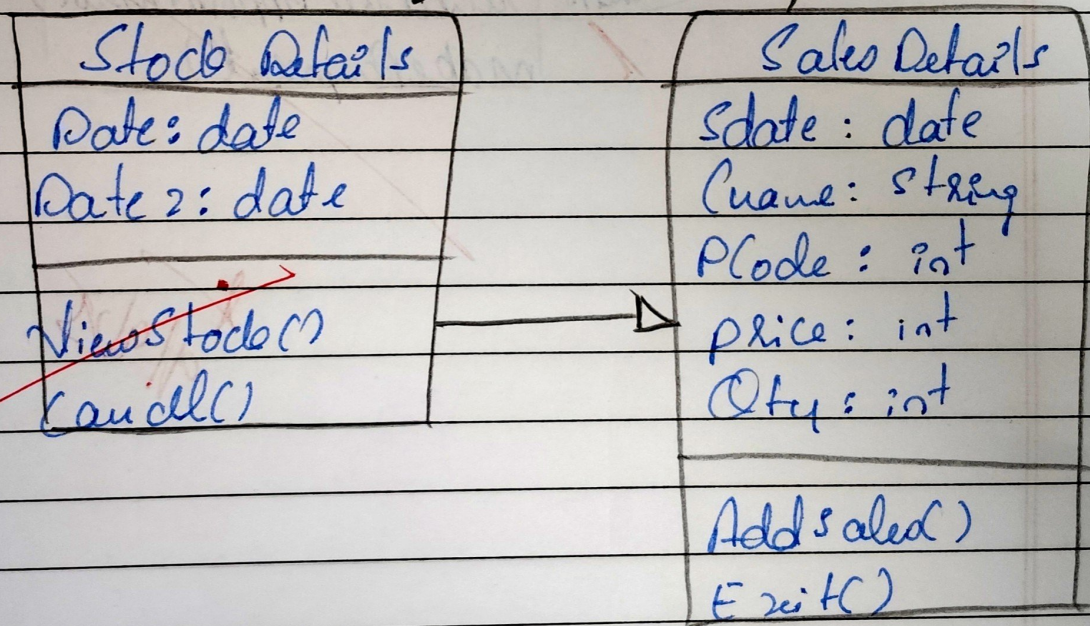 Stock Details
Date: date
Date 2: date
ViewStock()
Cancel()
Sales Details
Sdate : date
Cname: string
PCode : int
price : int
Qty : int
Addsales()
Exit()